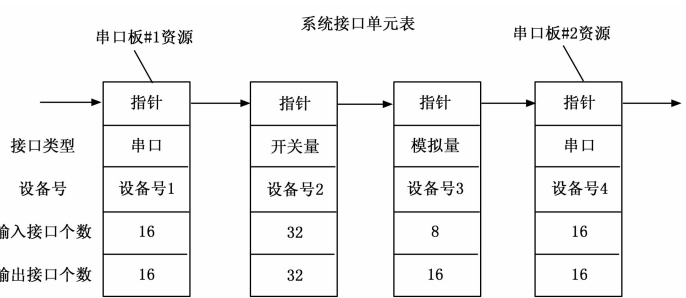 系统接口单元表
串口板#1资源
串口板#2资源
指针 指针 指针 指针
接口类型 串口 开关量 模拟量 串口
设备号 设备号1 设备号2 设备号3 设备号4
输入接口个数 16 32 8 16
输出接口个数 16 32 16 16